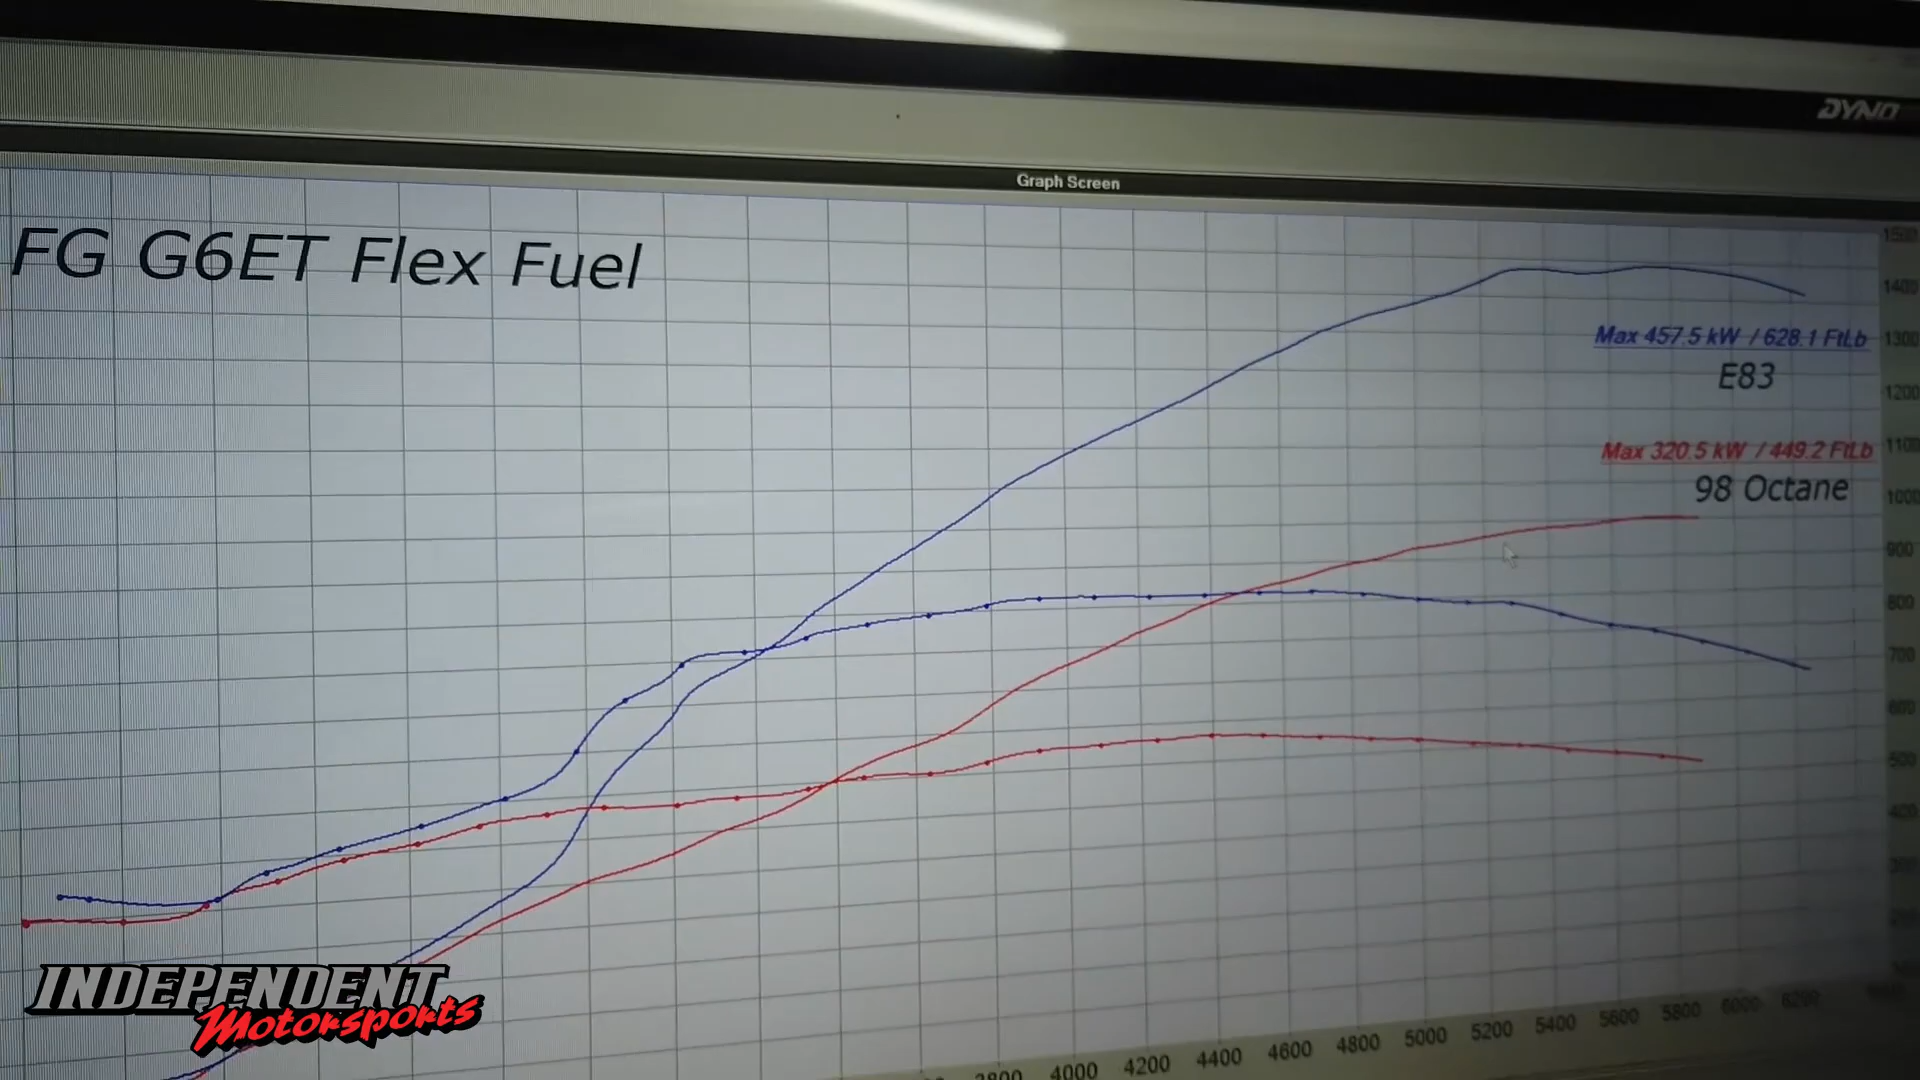 DYNO
Graph Screen
FG G6ET Flex Fuel
1500
1400
Max 457.5 kW / 628.1 FtLb
1300
E83
1200
Max 320.5 kW / 449.2 FtLb
1100
98 Octane
1000
900
800
700
600
500
400
INDEPENDENT
Motorsports
3800 4000 4200 4400 4600 4800 5000 5200 5400 5600 5800 6000 6200